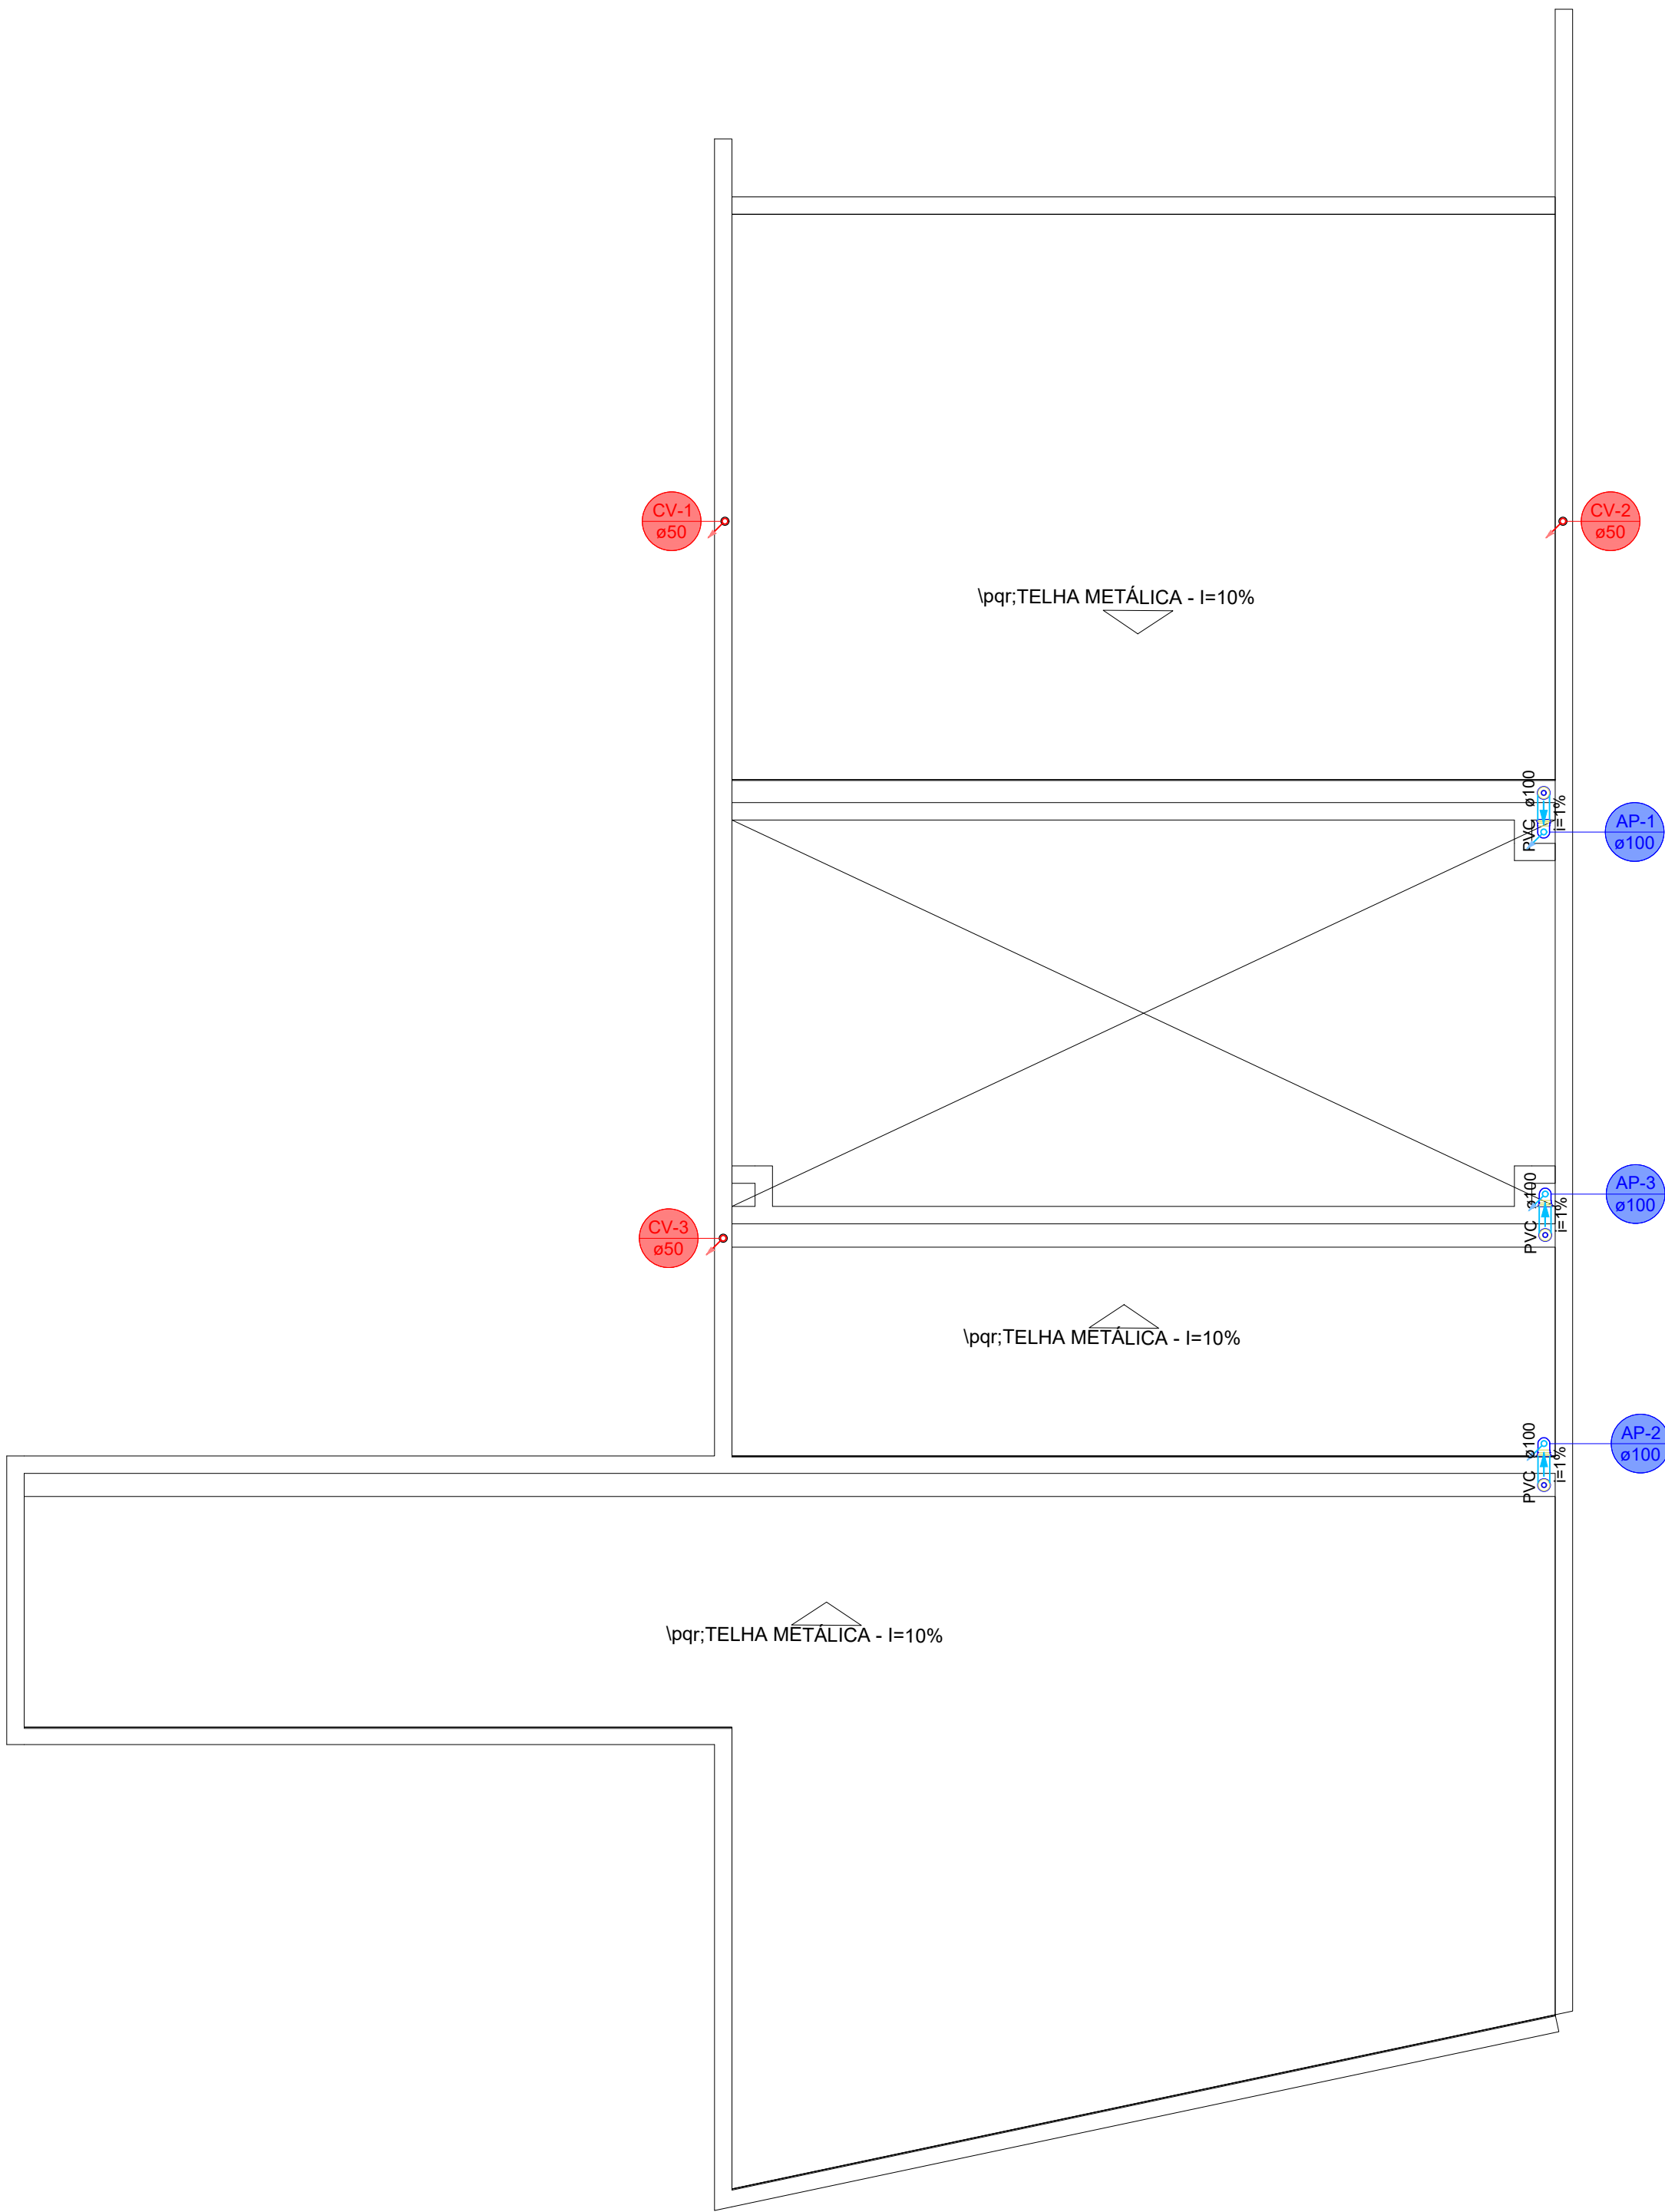 CV-1
ø50
CV-2
ø50
\pqr;TELHA METÁLICA - I=10%
PVC ø100
i=1%
AP-1
ø100
PVC ø100
i=1%
AP-3
ø100
CV-3
ø50
\pqr;TELHA METÁLICA - I=10%
PVC ø100
i=1%
AP-2
ø100
\pqr;TELHA METÁLICA - I=10%